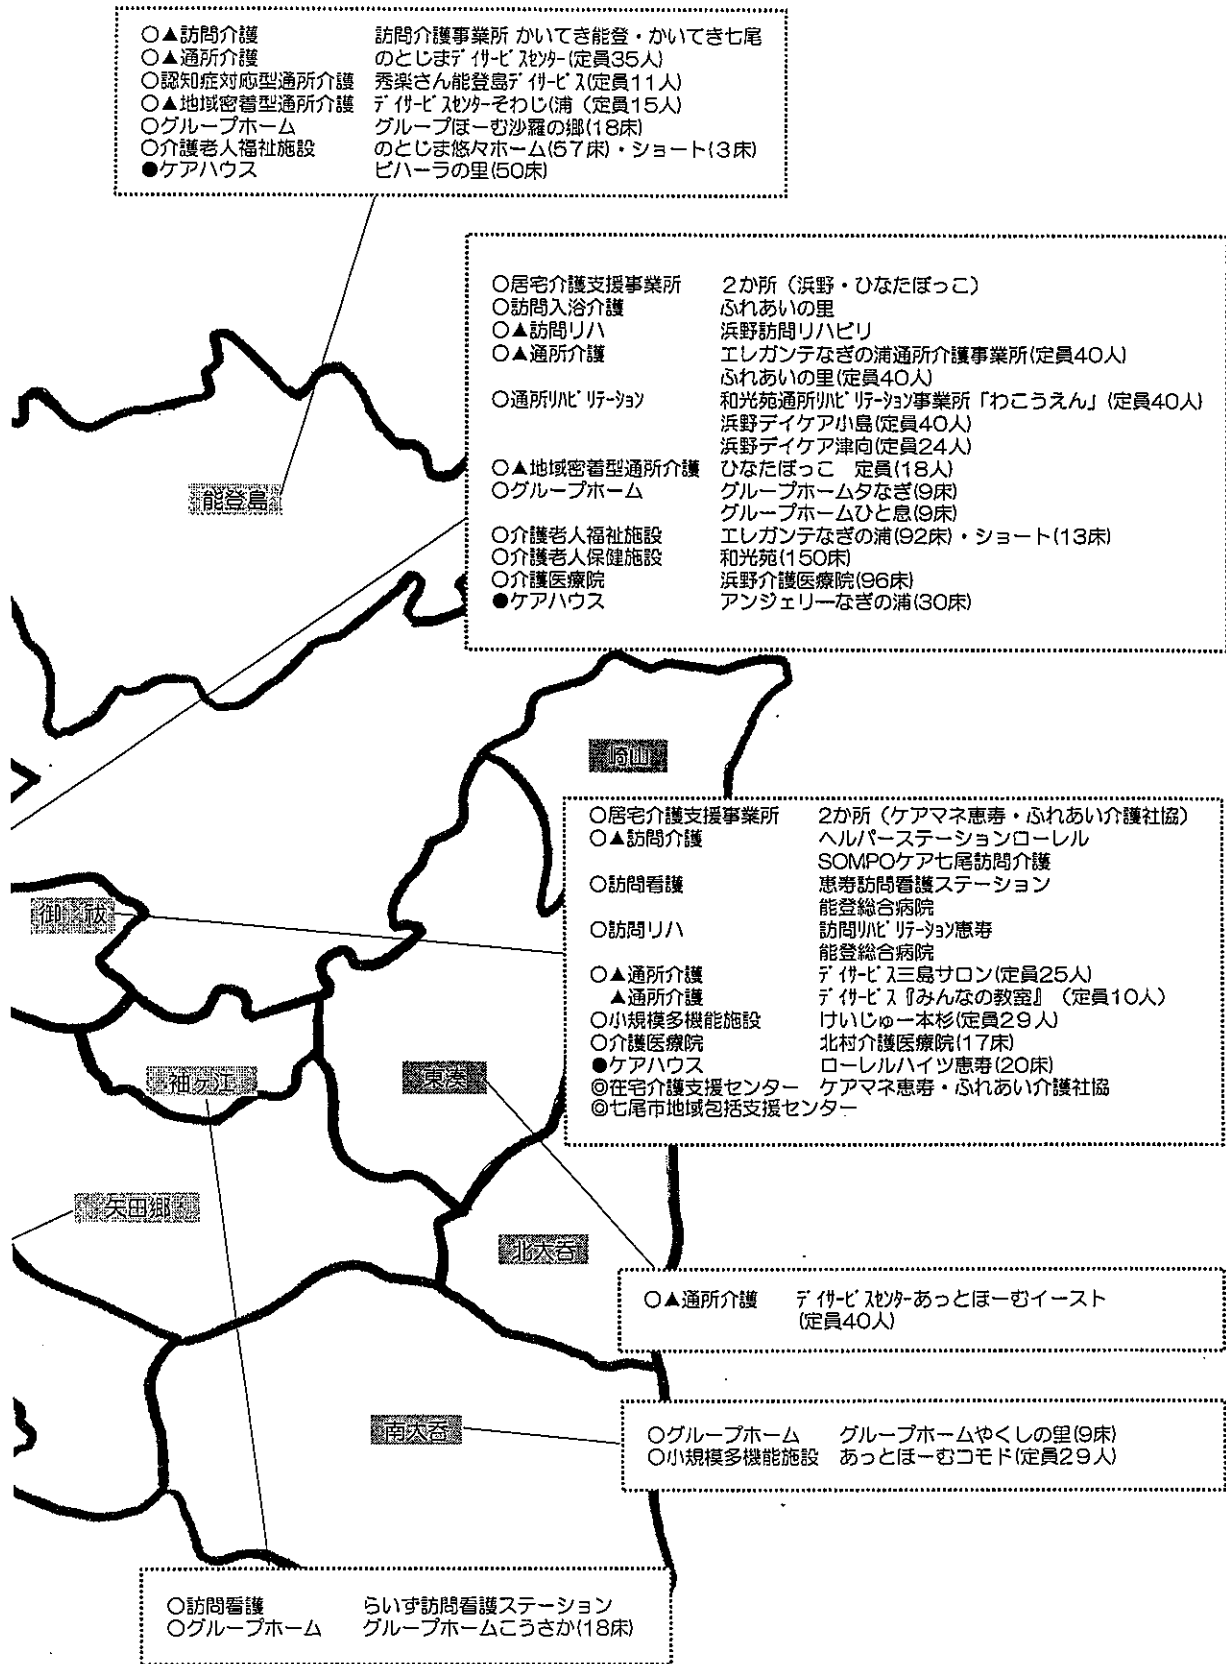 ○▲訪問介護 訪問介護事業所 かいてき能登・かいてき七尾
○▲通所介護 のとじまデイサービスセンター(定員35人)
○認知症対応型通所介護 秀楽さん能登島デイサービス(定員11人)
○▲地域密着型通所介護 デイサービスセンターそわじ浦(定員15人)
○グループホーム グループほーむ沙羅の郷(18床)
○介護老人福祉施設 のとじま悠々ホーム(57床)・ショート(3床)
●ケアハウス ビハーラの里(50床)
○居宅介護支援事業所 2か所(浜野・ひなたぼっこ)
○訪問入浴介護 ふれあいの里
○▲訪問リハ 浜野訪問リハビリ
○▲通所介護 エレガンテなぎの浦通所介護事業所(定員40人)
ふれあいの里(定員40人)
○通所リハビリテーション 和光苑通所リハビリテーション事業所「わこうえん」(定員40人)
浜野デイケア小島(定員40人)
浜野デイケア津向(定員24人)
○▲地域密着型通所介護 ひなたぼっこ 定員(18人)
○グループホーム グループホーム夕なぎ(9床)
グループホームひと息(9床)
○介護老人福祉施設 エレガンテなぎの浦(92床)・ショート(13床)
○介護老人保健施設 和光苑(150床)
○介護医療院 浜野介護医療院(96床)
●ケアハウス アンジェリーなぎの浦(30床)
能登島
崎山
○居宅介護支援事業所 2か所(ケアマネ恵寿・ふれあい介護社協)
○▲訪問介護 ヘルパーステーションローレル
SOMPOケア七尾訪問介護
○訪問看護 恵寿訪問看護ステーション
能登総合病院
○訪問リハ 訪問リハビリテーション恵寿
能登総合病院
○▲通所介護 デイサービス三島サロン(定員25人)
▲通所介護 デイサービス『みんなの教室』(定員10人)
○小規模多機能施設 けいじゅ一本杉(定員29人)
○介護医療院 北村介護医療院(17床)
●ケアハウス ローレルハイツ恵寿(20床)
◎在宅介護支援センター ケアマネ恵寿・ふれあい介護社協
◎七尾市地域包括支援センター
御祓
袖ヶ江
東湊
矢田郷
北大呑
○▲通所介護 デイサービスセンターあっとほーむイースト
(定員40人)
南大呑
○グループホーム グループホームやくしの里(9床)
○小規模多機能施設 あっとほーむコモド(定員29人)
○訪問看護 らいず訪問看護ステーション
○グループホーム グループホームこうさか(18床)